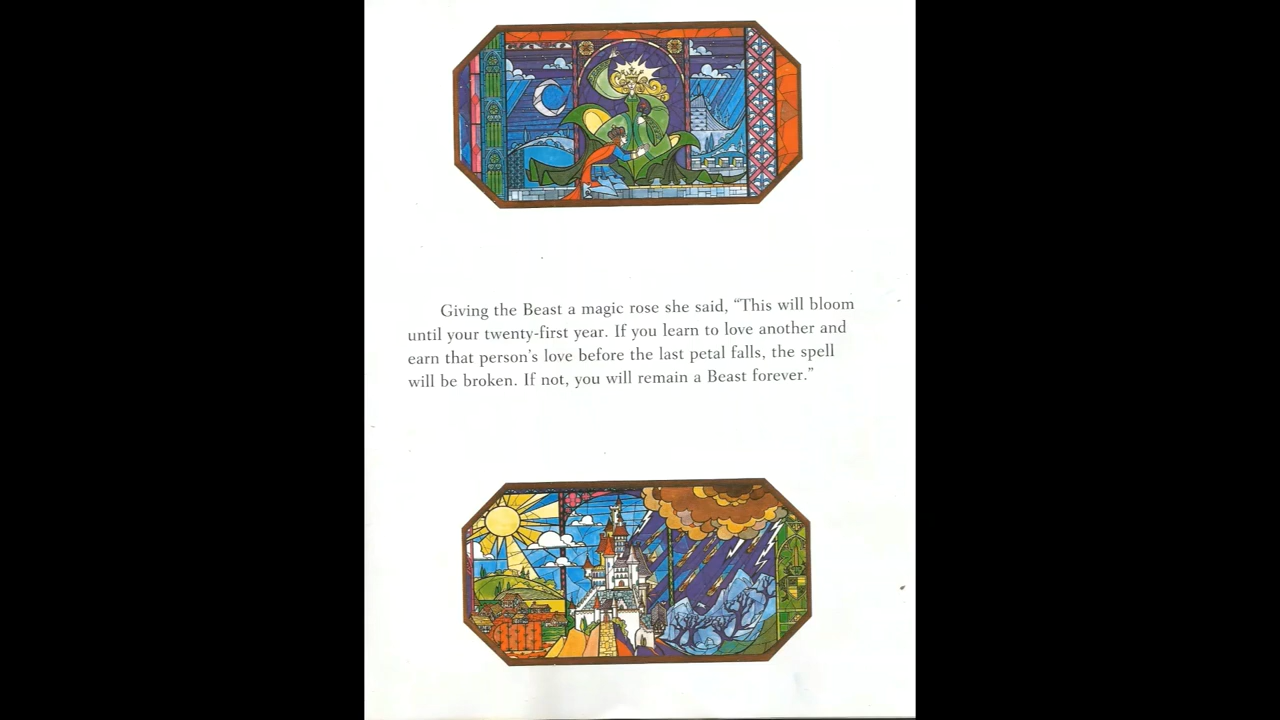 Giving the Beast a magic rose she said, “This will bloom
until your twenty-first year. If you learn to love another and
earn that person’s love before the last petal falls, the spell
will be broken. If not, you will remain a Beast forever.”